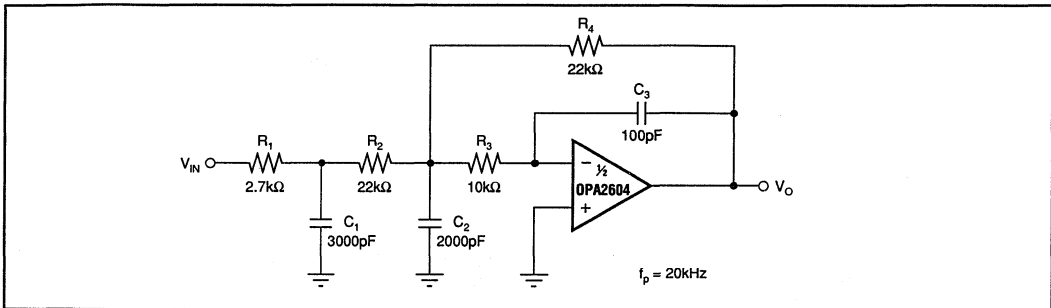 R4
22kΩ
C3
100pF
R1
R2
R3
VIN
2.7kΩ
22kΩ
10kΩ
–
½
OPA2604
+
VO
C1
3000pF
C2
2000pF
fp = 20kHz